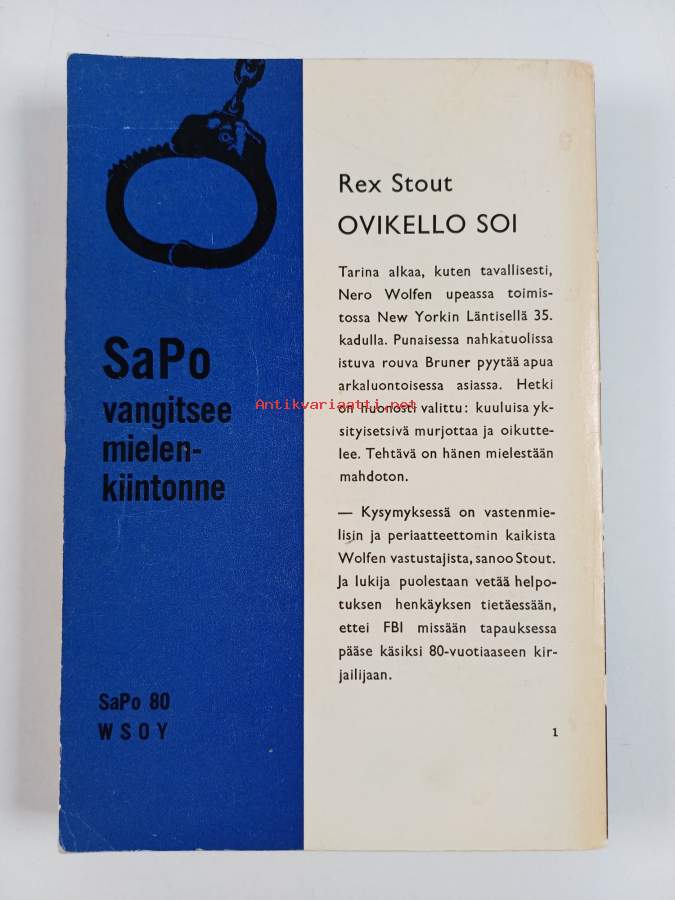 SaPo
vangitsee
mielen-
kiintonne
SaPo 80
WSOY
Rex Stout
OVIKELLO SOI
Tarina alkaa, kuten tavallisesti,
Nero Wolfen upeassa toimis-
tossa New Yorkin Läntisellä 35.
kadulla. Punaisessa nahkatuolissa
istuva rouva Bruner pyytää apua
arkaluontoisessa asiassa. Hetki
on huonosti valittu: kuuluisa yk-
sityisetsivä murjottaa ja oikutte-
lee. Tehtävä on hänen mielestään
mahdoton.
— Kysymyksessä on vastenmie-
lisin ja periaatteettomin kaikista
Wolfen vastustajista, sanoo Stout.
Ja lukija puolestaan vetää helpo-
tuksen henkäyksen tietäessään,
ettei FBI missään tapauksessa
pääse käsiksi 80-vuotiaaseen kir-
jailijaan.
1
Antikvariaatti.net